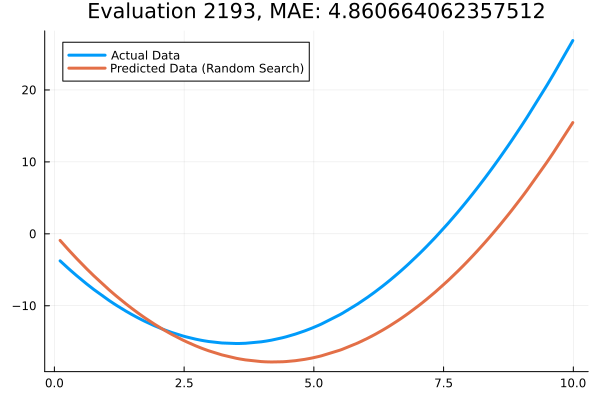 Evaluation 2193, MAE: 4.860664062357512
Actual Data
Predicted Data (Random Search)
20
10
0
−10
0.0 2.5 5.0 7.5 10.0